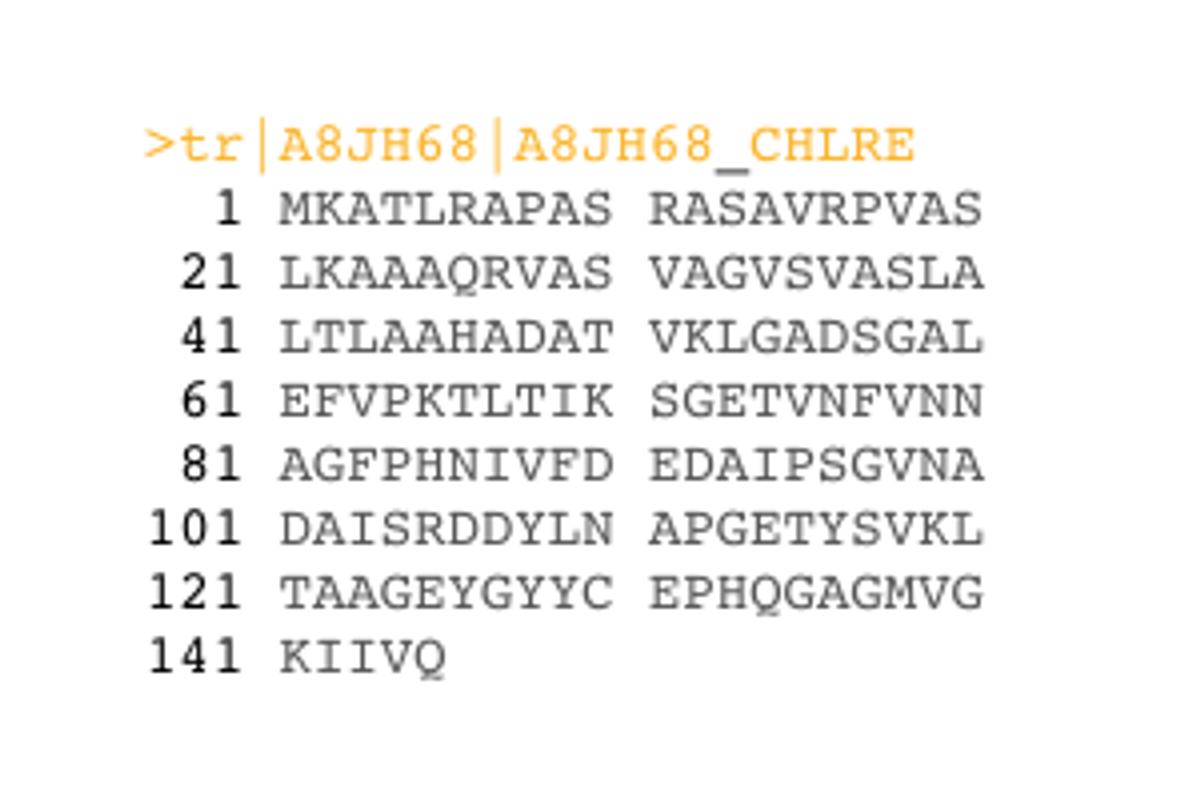 >tr|A8JH68|A8JH68_CHLRE
1 MKATLRAPAS RASAVRPVAS
21 LKAAAQRVAS VAGVSVASLA
41 LTLAAHADAT VKLGADSGAL
61 EFVPKTLTIK SGETVNFVNN
81 AGFPHNIVFD EDAIPSGVNA
101 DAISRDDYLN APGETYSVKL
121 TAAGEYGYYC EPHQGAGMVG
141 KIIVQ